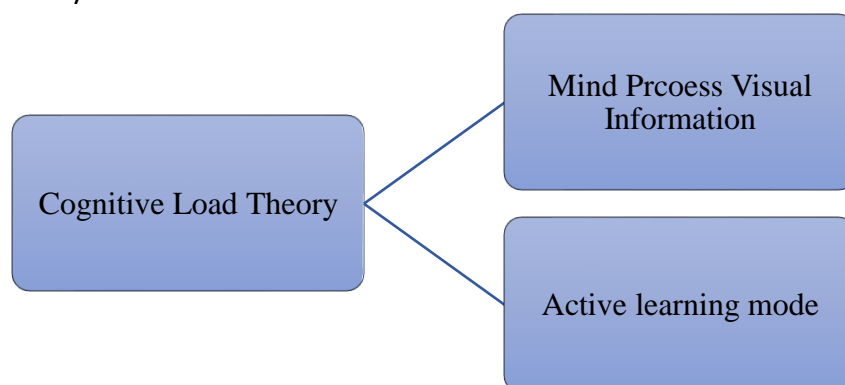 Cognitive Load Theory
Mind Prcoess Visual
Information
Active learning mode